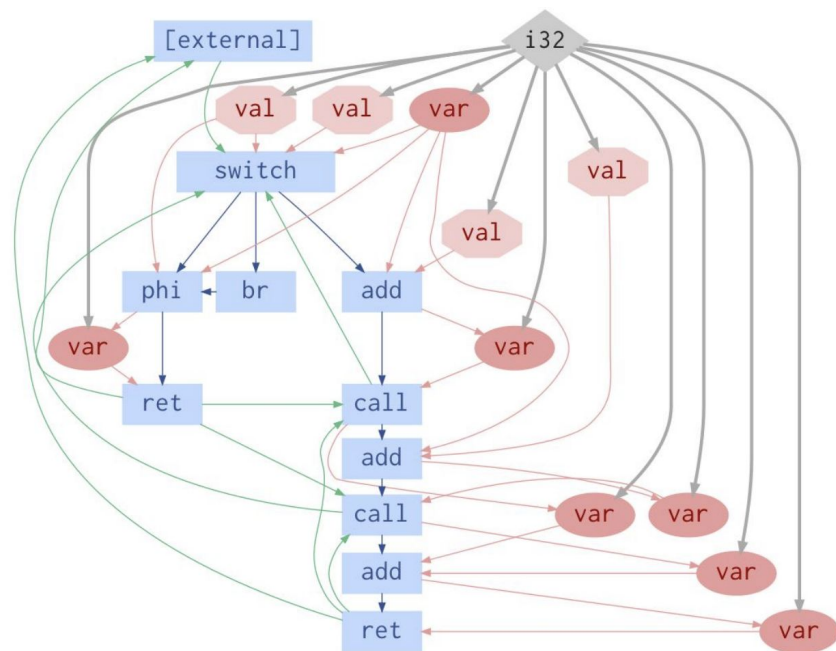 [external]
i32
val
val
var
switch
val
val
phi
br
add
var
var
ret
call
add
call
var
var
add
var
ret
var